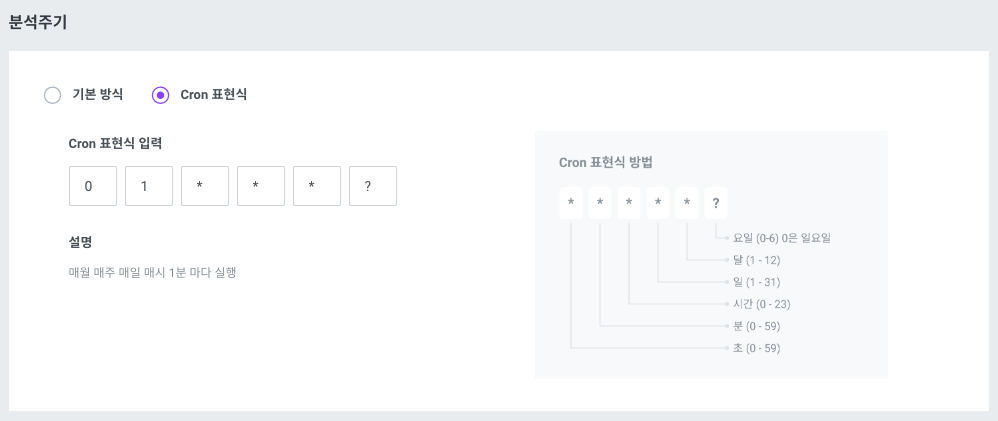 분석주기
기본 방식 Cron 표현식
Cron 표현식 입력
0 1 * * * ?
설명
매월 매주 매일 매시 1분 마다 실행
Cron 표현식 방법
* * * * * ?
요일 (0-6) 0은 일요일
달 (1 - 12)
일 (1 - 31)
시간 (0 - 23)
분 (0 - 59)
초 (0 - 59)